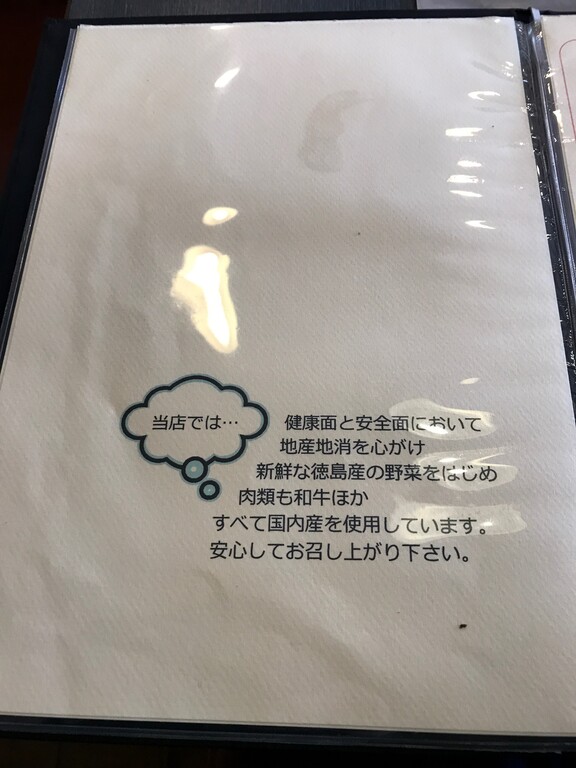 当店では…
健康面と安全面において
地産地消を心がけ
新鮮な徳島産の野菜をはじめ
肉類も和牛ほか
すべて国内産を使用しています。
安心してお召し上がり下さい。